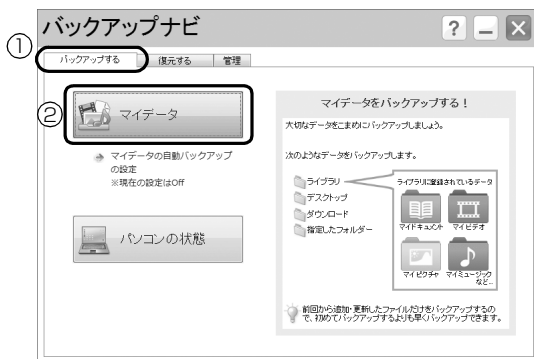 バックアップナビ
? － ×
①
バックアップする 復元する 管理
②
マイデータ
マイデータの自動バックアップ
の設定
※現在の設定はOff
パソコンの状態
マイデータをバックアップする！
大切なデータをこまめにバックアップしましょう。
次のようなデータをバックアップします。
ライブラリ
デスクトップ
ダウンロード
指定したフォルダー
ライブラリに登録されているデータ
マイドキュメント マイビデオ
マイピクチャ マイミュージック
など…
前回から追加・更新したファイルだけをバックアップするの
で、初めてバックアップするよりも早くバックアップできます。